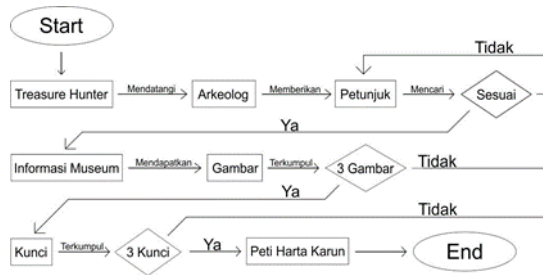 Start
Tidak
Treasure Hunter Mendatangi Arkeolog Memberikan Petunjuk Mencari Sesuai
Ya
Informasi Museum Mendapatkan Gambar Terkumpul 3 Gambar Tidak
Ya
Tidak
Kunci Terkumpul 3 Kunci Ya Peti Harta Karun End